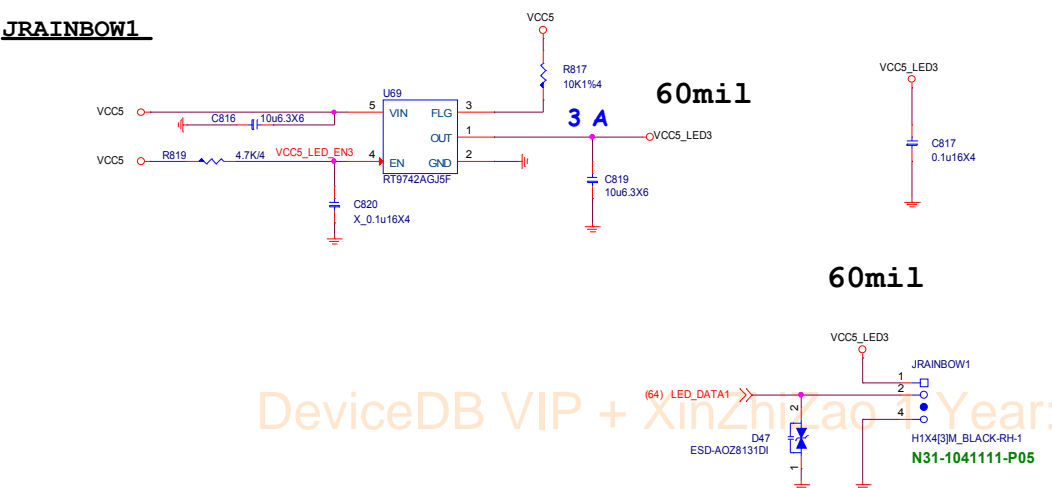 JRAINBOW1
VCC5
R817
10K1%4
60mil
VCC5_LED3
U69
VCC5
C816
10u6.3X6
5
VIN
FLG
3
3 A
OUT
1
VCC5_LED3
C817
0.1u16X4
VCC5
R819
4.7K/4
VCC5_LED_EN3
4
EN
GND
2
RT9742AGJ5F
C819
10u6.3X6
C820
X_0.1u16X4
60mil
VCC5_LED3
JRAINBOW1
1
2
(64) LED_DATA1
4
2
D47
ESD-AOZ8131DI
1
H1X4[3]M_BLACK-RH-1
N31-1041111-P05
DeviceDB VIP + XinZhiZao 1 Year: